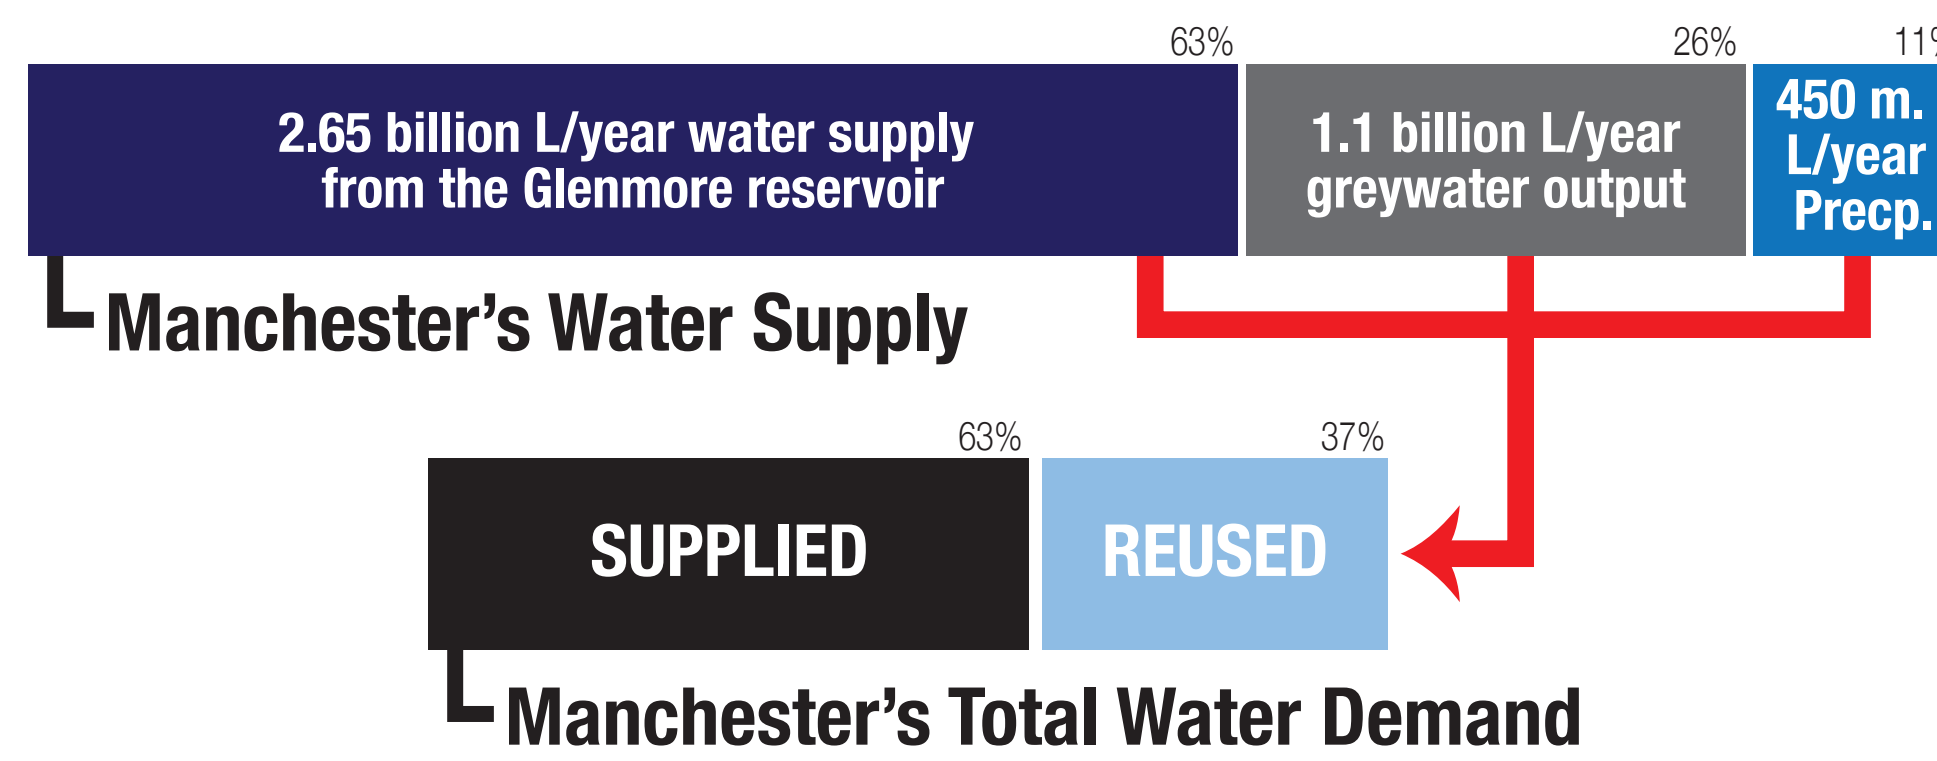 63%
26%
11%
2.65 billion L/year water supply
from the Glenmore reservoir
1.1 billion L/year
greywater output
450 m.
L/year
Precp.
Manchester's Water Supply
63%
37%
SUPPLIED
REUSED
Manchester's Total Water Demand